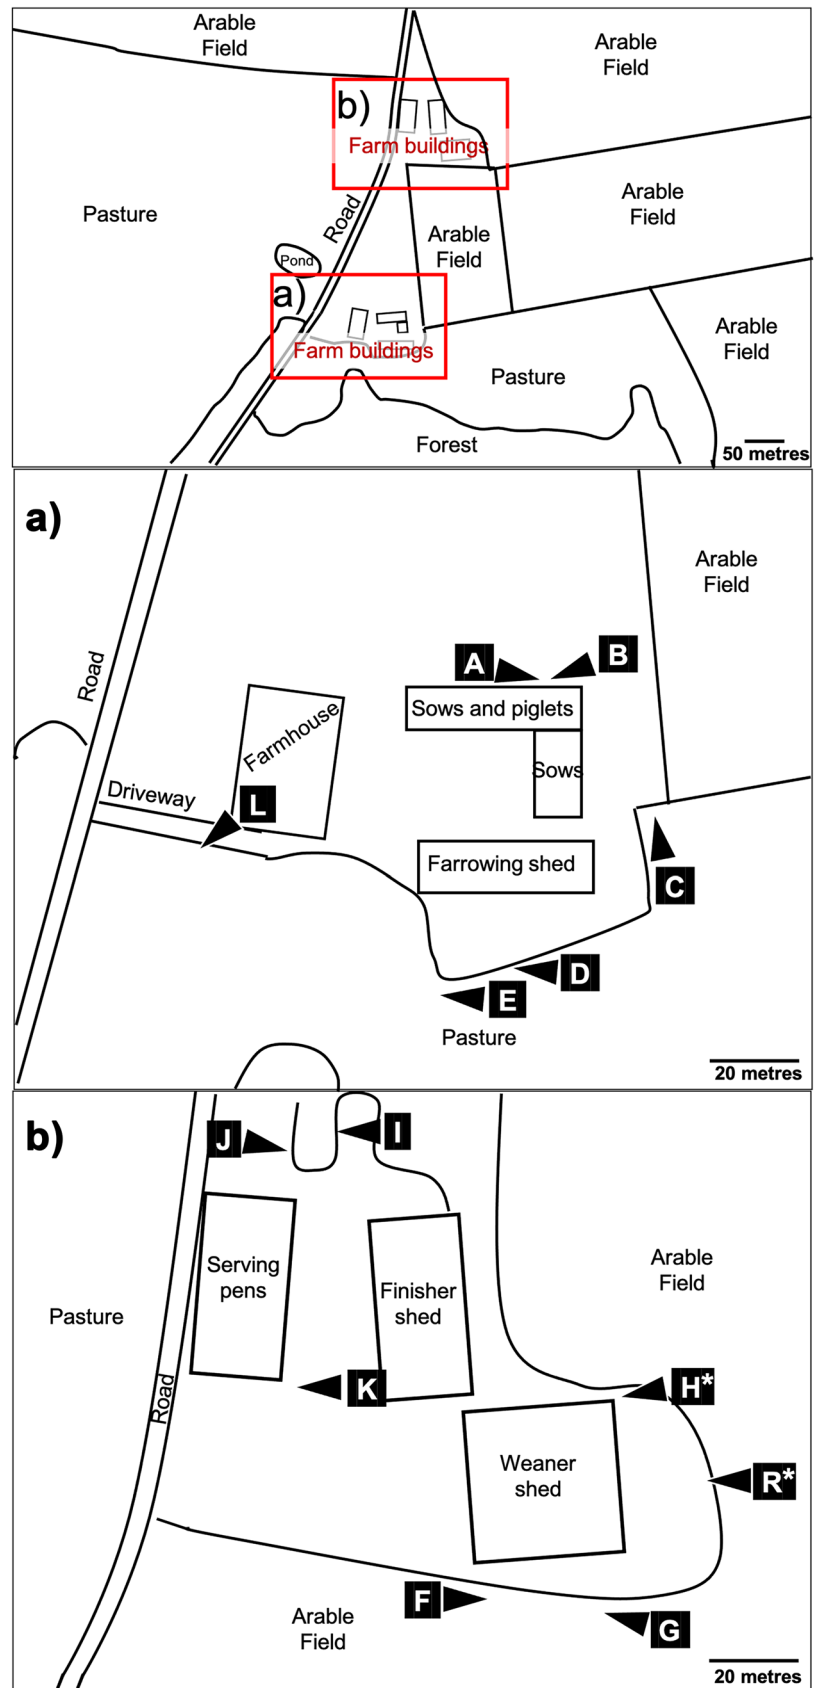 Arable
Field
Arable
Field
b)
Farm buildings
Arable
Field
Pasture
Road
Arable
Field
Pond
a)
Arable
Field
Farm buildings
Pasture
Forest
50 metres
a)
Arable
Field
A
B
Road
Sows and piglets
Farmhouse
Sows
Driveway
L
Farrowing shed
C
D
E
Pasture
20 metres
b)
J
I
Serving
pens
Finisher
shed
Arable
Field
Pasture
K
H*
Road
Weaner
shed
R*
F
G
Arable
Field
20 metres